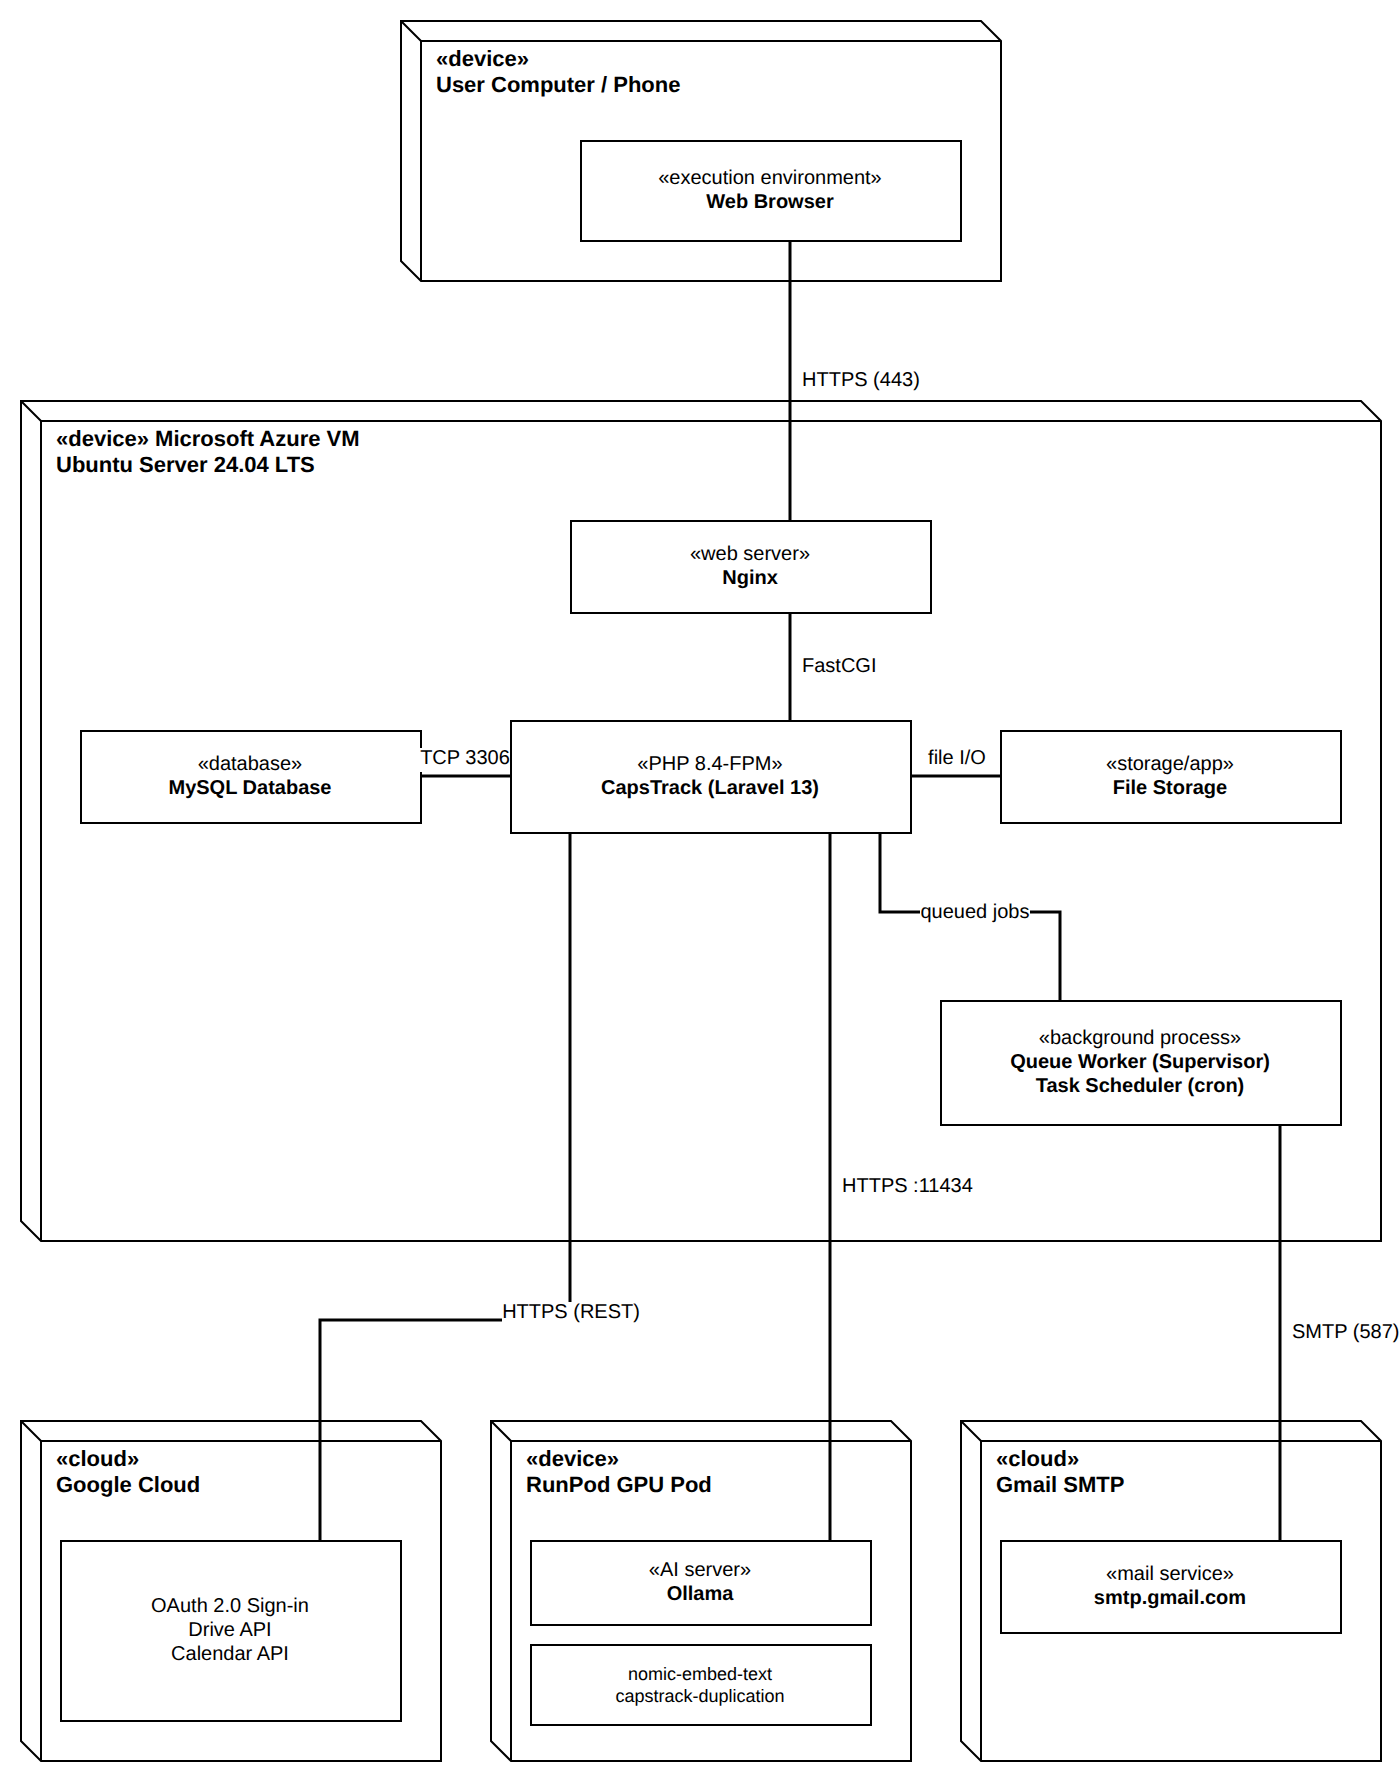 «device»
User Computer / Phone
«execution environment»
Web Browser
HTTPS (443)
«device» Microsoft Azure VM
Ubuntu Server 24.04 LTS
«web server»
Nginx
FastCGI
«database»
MySQL Database
TCP 3306
«PHP 8.4-FPM»
CapsTrack (Laravel 13)
file I/O
«storage/app»
File Storage
queued jobs
«background process»
Queue Worker (Supervisor)
Task Scheduler (cron)
HTTPS :11434
HTTPS (REST)
SMTP (587)
«cloud»
Google Cloud
OAuth 2.0 Sign-in
Drive API
Calendar API
«device»
RunPod GPU Pod
«AI server»
Ollama
nomic-embed-text
capstrack-duplication
«cloud»
Gmail SMTP
«mail service»
smtp.gmail.com